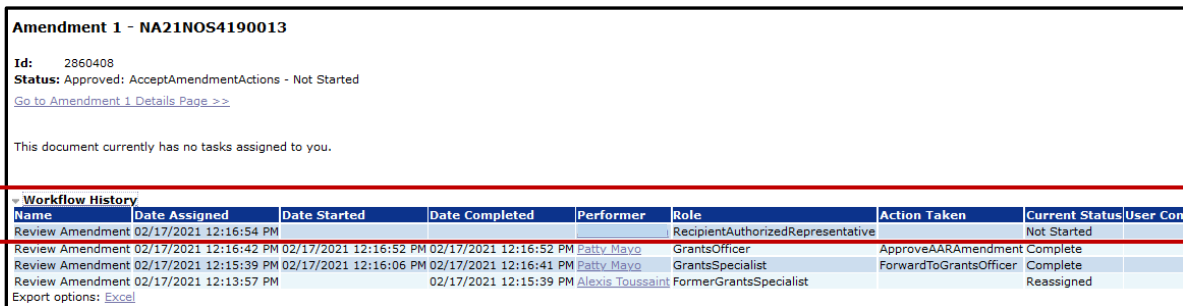 Amendment 1 - NA21NOS4190013
Id: 2860408
Status: Approved: AcceptAmendmentActions - Not Started
Go to Amendment 1 Details Page >>
This document currently has no tasks assigned to you.
Workflow History
Name Date Assigned Date Started Date Completed Performer Role Action Taken Current Status User Con
Review Amendment 02/17/2021 12:16:54 PM RecipientAuthorizedRepresentative Not Started
Review Amendment 02/17/2021 12:16:42 PM 02/17/2021 12:16:52 PM 02/17/2021 12:16:52 PM Patty Mayo GrantsOfficer ApproveAARAmendment Complete
Review Amendment 02/17/2021 12:15:39 PM 02/17/2021 12:16:06 PM 02/17/2021 12:16:41 PM Patty Mayo GrantsSpecialist ForwardToGrantsOfficer Complete
Review Amendment 02/17/2021 12:13:57 PM 02/17/2021 12:15:39 PM Alexis Toussaint FormerGrantsSpecialist Reassigned
Export options: Excel